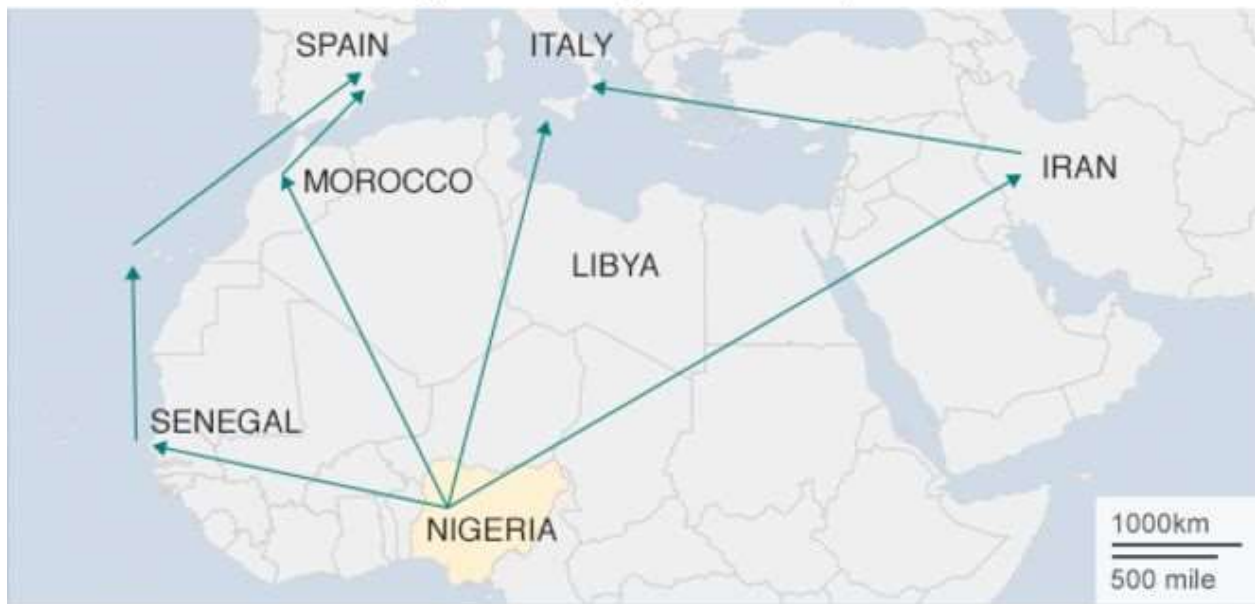 SPAIN
ITALY
IRAN
MOROCCO
LIBYA
SENEGAL
NIGERIA
1000km
500 mile